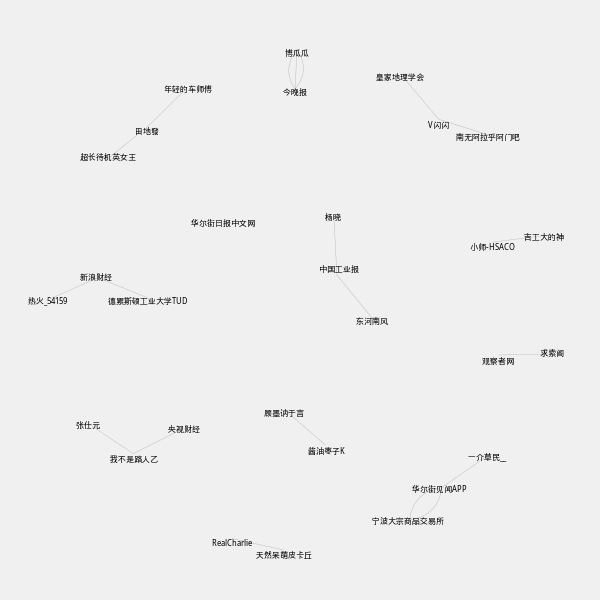 博瓜瓜
皇家地理学会
年轻的车师傅
今晚报
V闪闪
田地發
南无阿拉乎阿门吧
超长待机英女王
杨晓
华尔街日报中文网
吉工大的神
小师-HSACO
中国工业报
新浪财经
热火_54159
德累斯顿工业大学TUD
东河南风
求索阁
观察者网
顾墨讷于言
张仕元
央视财经
酱油枣子K
我不是路人乙
一介草民__
华尔街见闻APP
宁波大宗商品交易所
RealCharlie
天然呆萌皮卡丘